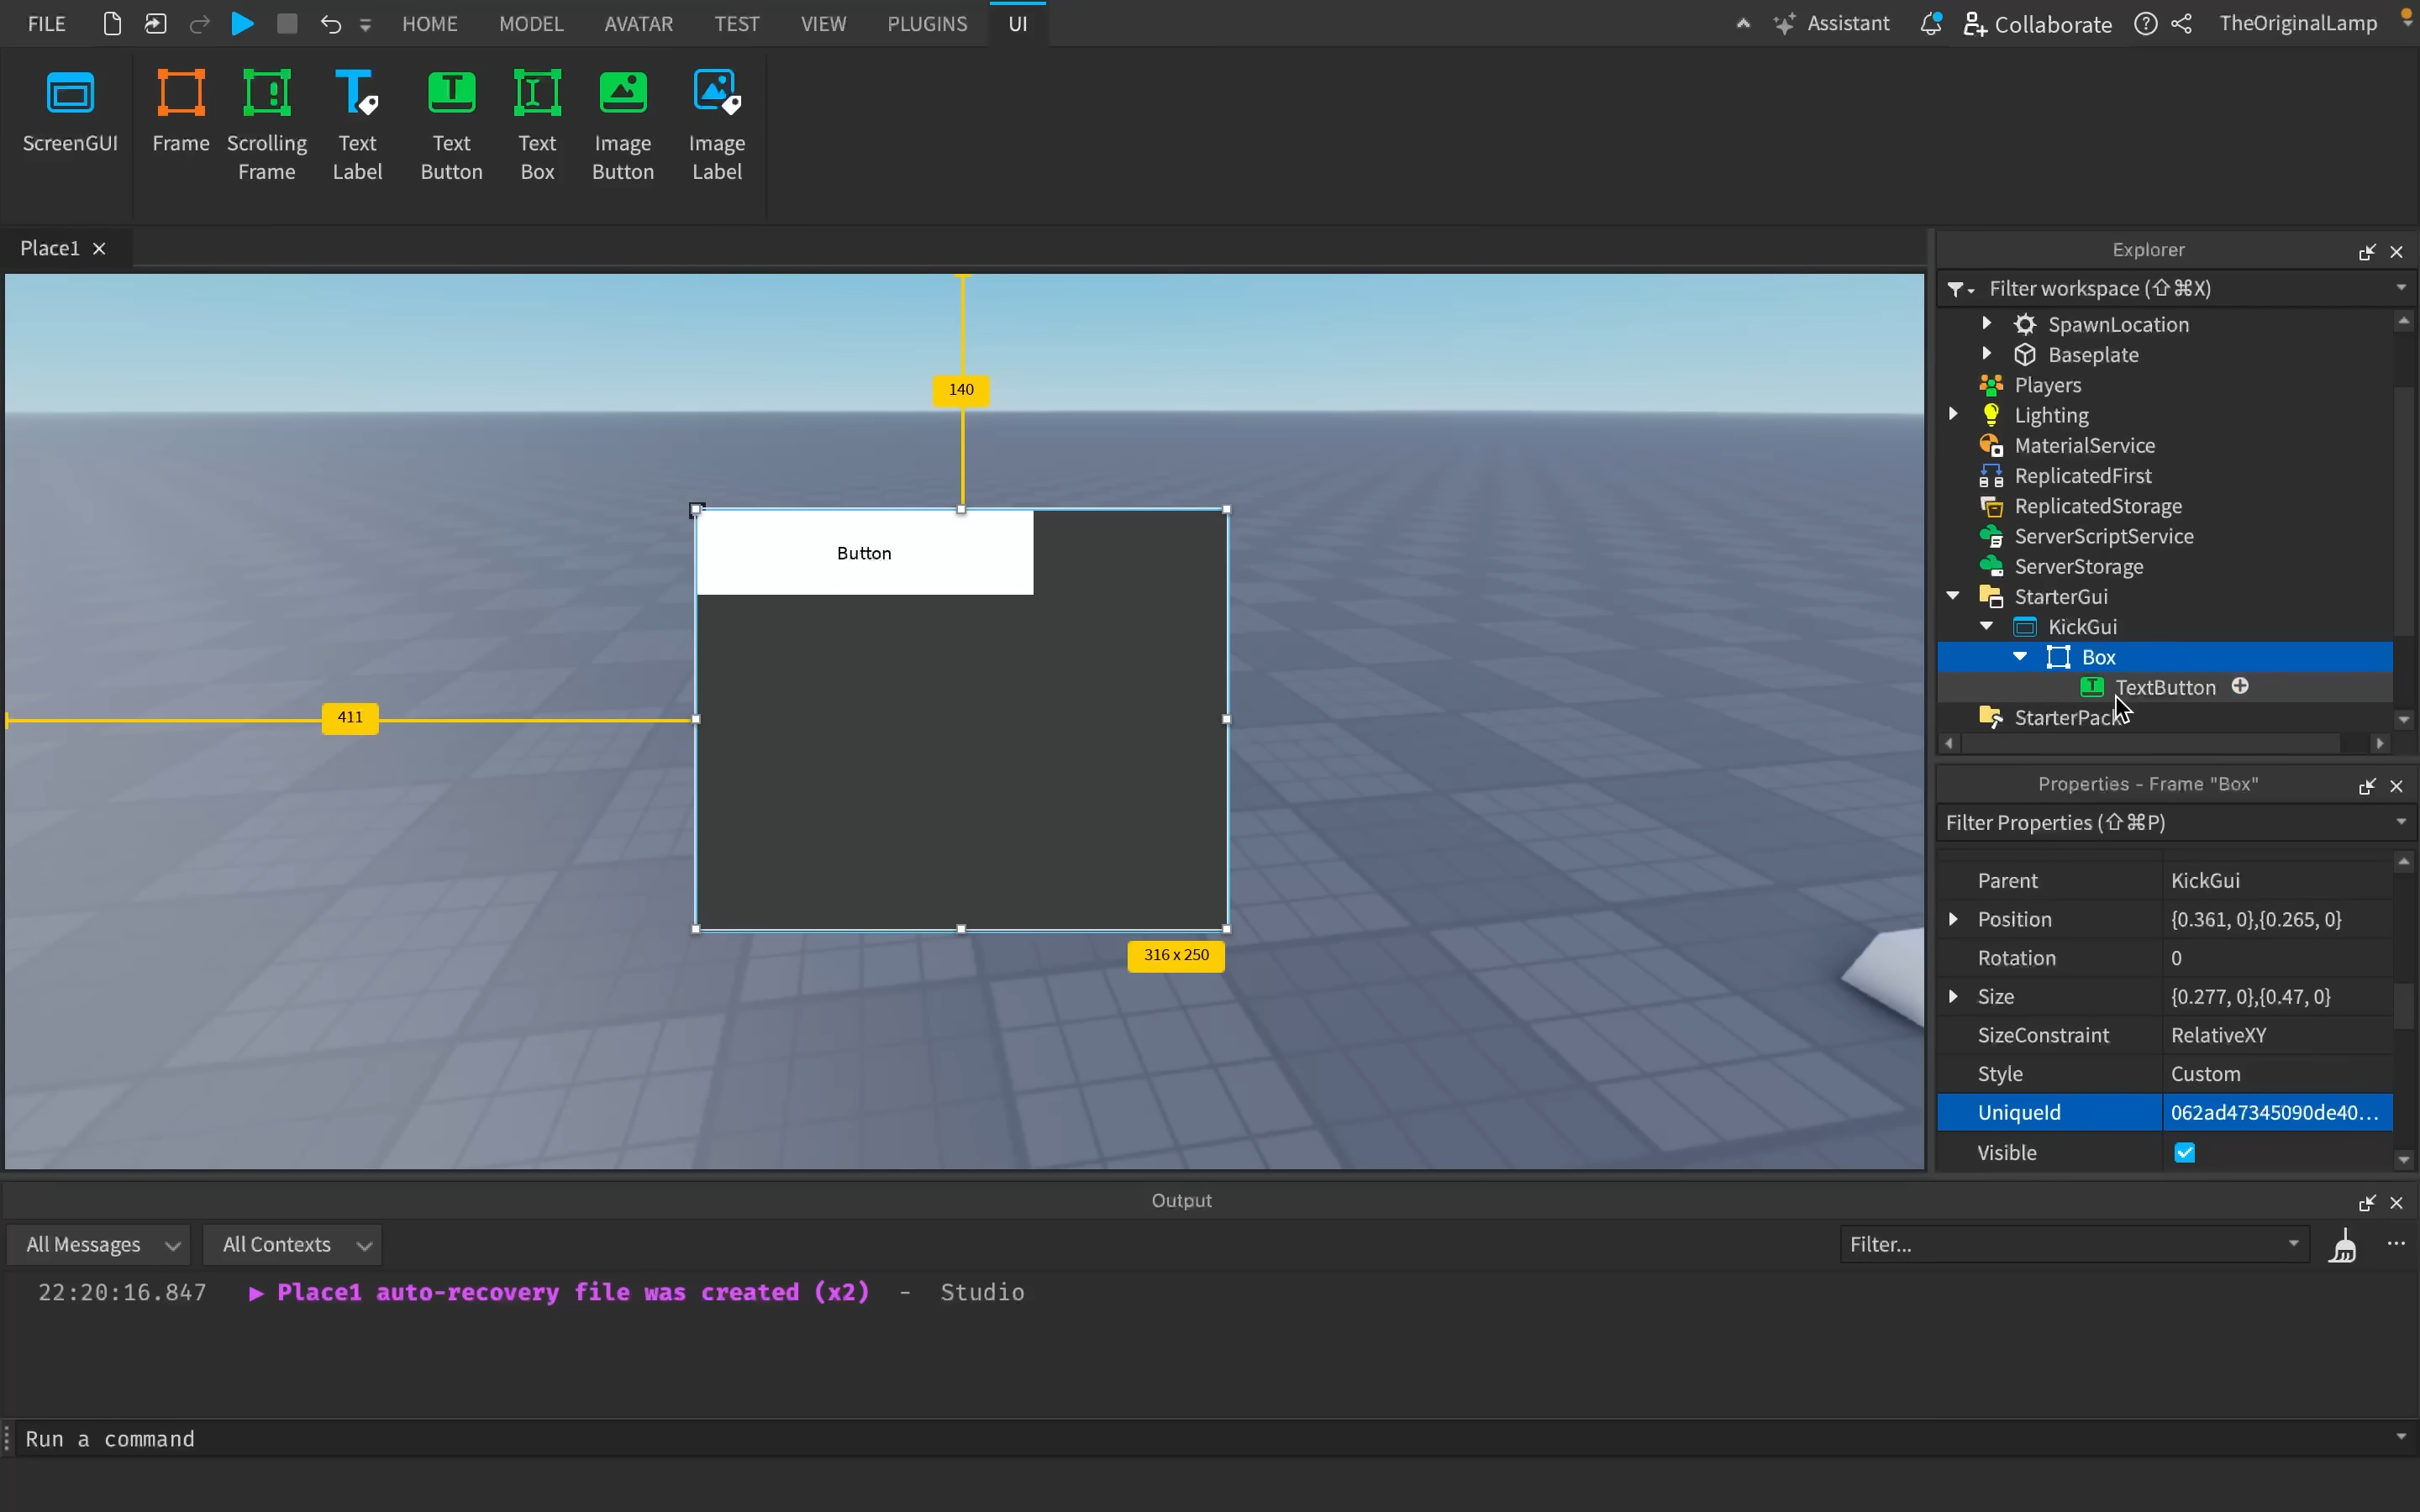 FILE HOME MODEL AVATAR TEST VIEW PLUGINS UI Assistant Collaborate TheOriginalLamp
ScreenGUI Frame Scrolling Frame Text Label Text Button Text Box Image Button Image Label
Place1
140
Button
411
316 x 250
Explorer
Filter workspace (⇧⌘X)
SpawnLocation
Baseplate
Players
Lighting
MaterialService
ReplicatedFirst
ReplicatedStorage
ServerScriptService
ServerStorage
StarterGui
KickGui
Box
TextButton
StarterPack
Properties - Frame "Box"
Filter Properties (⇧⌘P)
Parent KickGui
Position {0.361, 0},{0.265, 0}
Rotation 0
Size {0.277, 0},{0.47, 0}
SizeConstraint RelativeXY
Style Custom
UniqueId 062ad47345090de40...
Visible
Output
All Messages All Contexts Filter...
22:20:16.847 ▶ Place1 auto-recovery file was created (x2) - Studio
Run a command